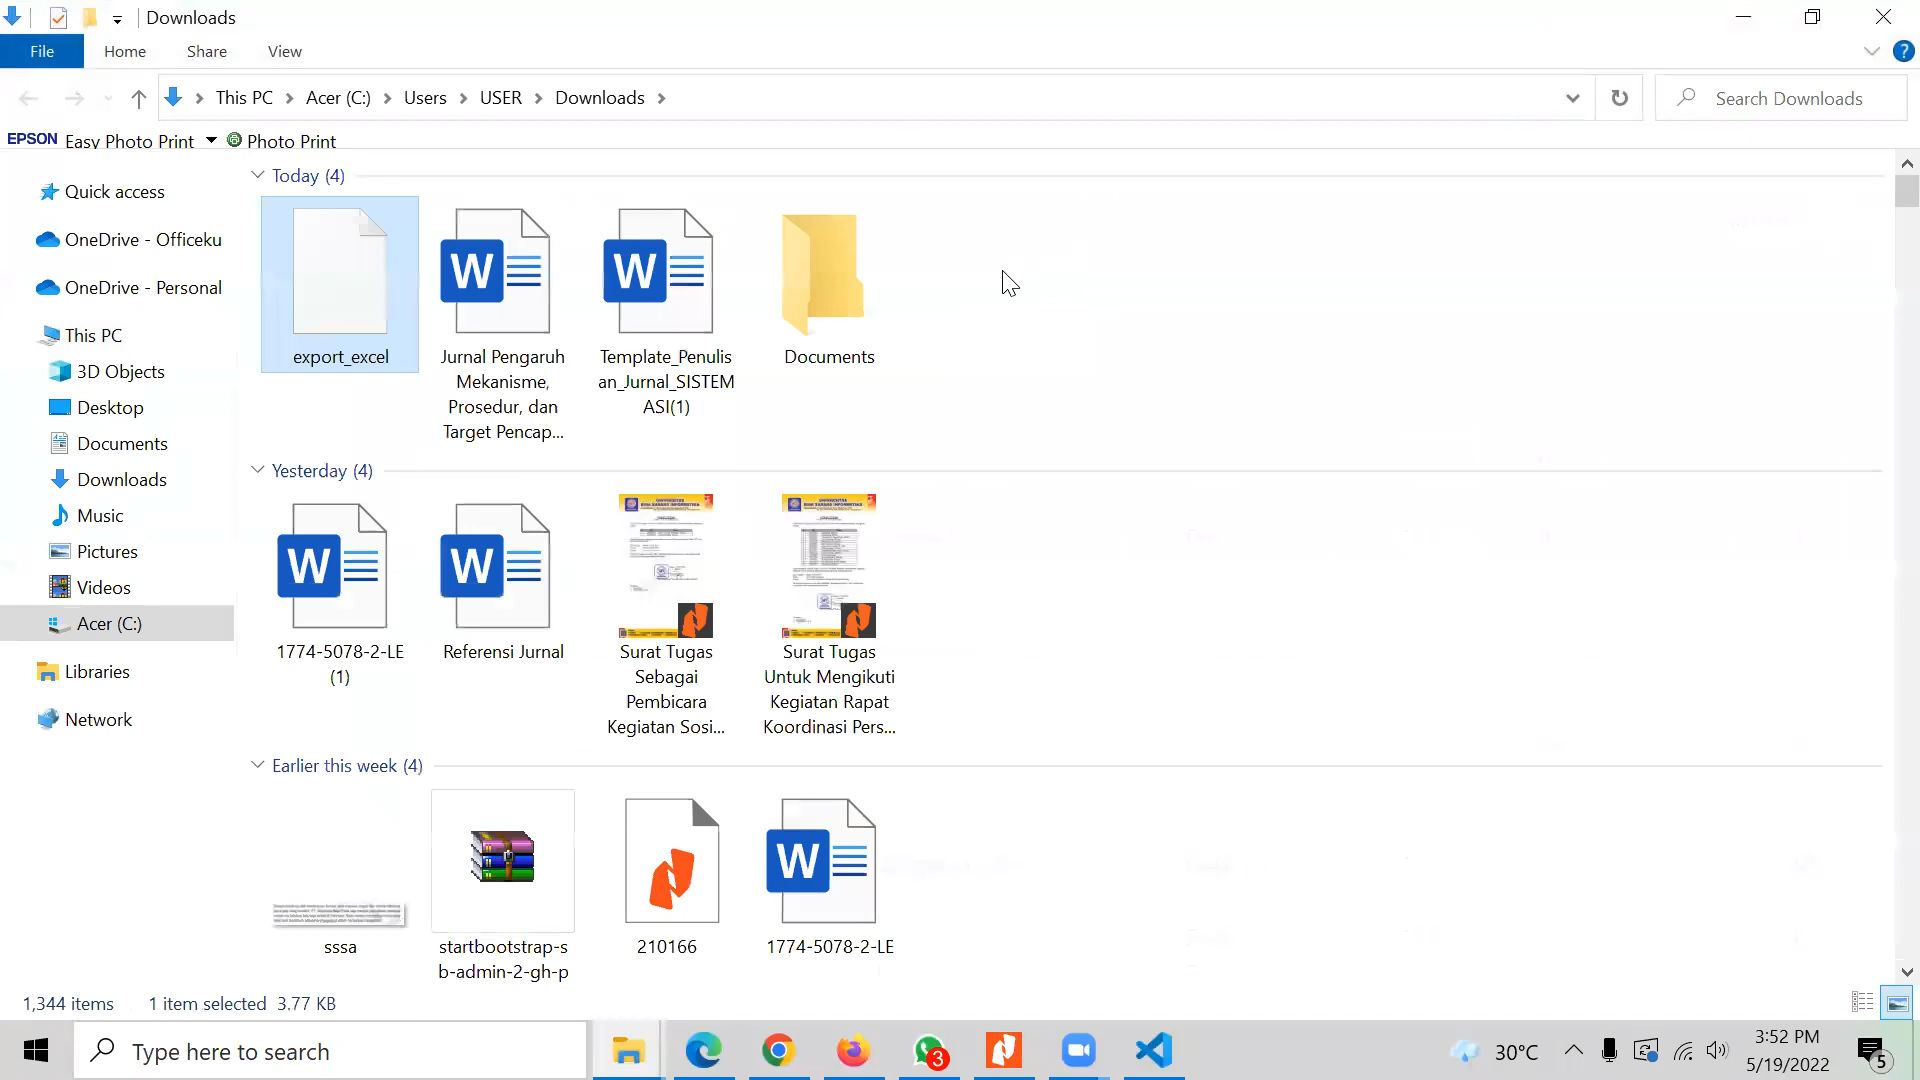 Downloads
File Home Share View
This PC Acer (C:) Users USER Downloads Search Downloads
EPSON Easy Photo Print Photo Print
Quick access
OneDrive - Officeku
OneDrive - Personal
This PC
3D Objects
Desktop
Documents
Downloads
Music
Pictures
Videos
Acer (C:)
Libraries
Network
Today (4)
export_excel
Jurnal Pengaruh
Mekanisme,
Prosedur, dan
Target Pencap...
Template_Penulis
an_Jurnal_SISTEM
ASI(1)
Documents
Yesterday (4)
1774-5078-2-LE
(1)
Referensi Jurnal
Surat Tugas
Sebagai
Pembicara
Kegiatan Sosi...
Surat Tugas
Untuk Mengikuti
Kegiatan Rapat
Koordinasi Pers...
Earlier this week (4)
sssa
startbootstrap-s
b-admin-2-gh-p
210166
1774-5078-2-LE
1,344 items 1 item selected 3.77 KB
Type here to search
3
30°C
3:52 PM
5/19/2022
5